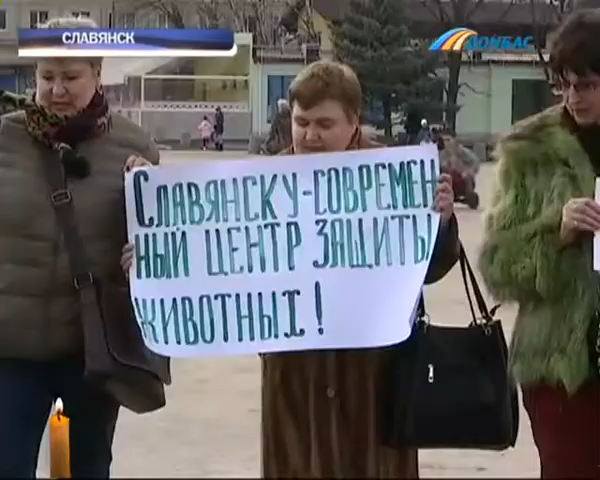 СЛАВЯНСК
ДОНБАС
СЛАВЯНСКУ-СОВРЕМЕН
НЫЙ ЦЕНТР ЗАЩИТЫ
ЖИВОТНЫХ!